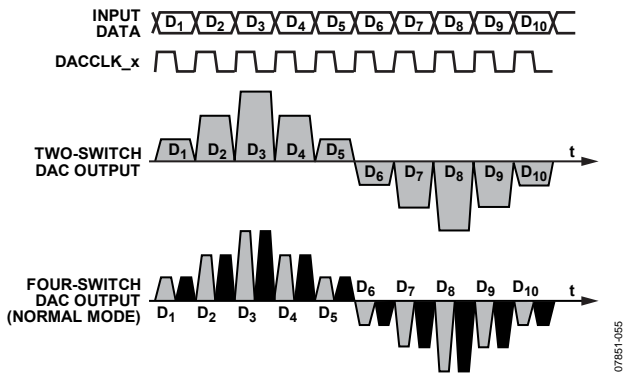 INPUT
DATA
D1 D2 D3 D4 D5 D6 D7 D8 D9 D10
DACCLK_x
TWO-SWITCH
DAC OUTPUT
D1 D2 D3 D4 D5
D6 D7 D8 D9 D10
t
FOUR-SWITCH
DAC OUTPUT
(NORMAL MODE)
D1 D2 D3 D4 D5
D6 D7 D8 D9 D10
t
07851-055